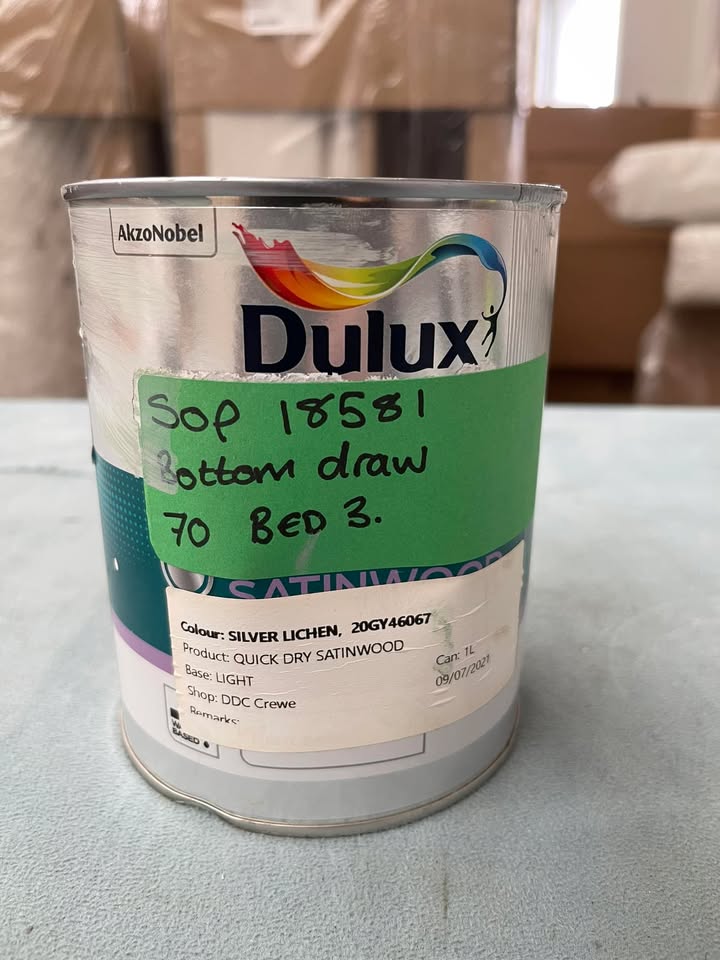 AkzoNobel
Dulux
SOP 18581
Bottom draw
70 BED 3.
SATINWOOD
Colour: SILVER LICHEN, 20GY46067
Product: QUICK DRY SATINWOOD
Base: LIGHT
Can: 1L
Shop: DDC Crewe
09/07/2021
Remarks:
BASED